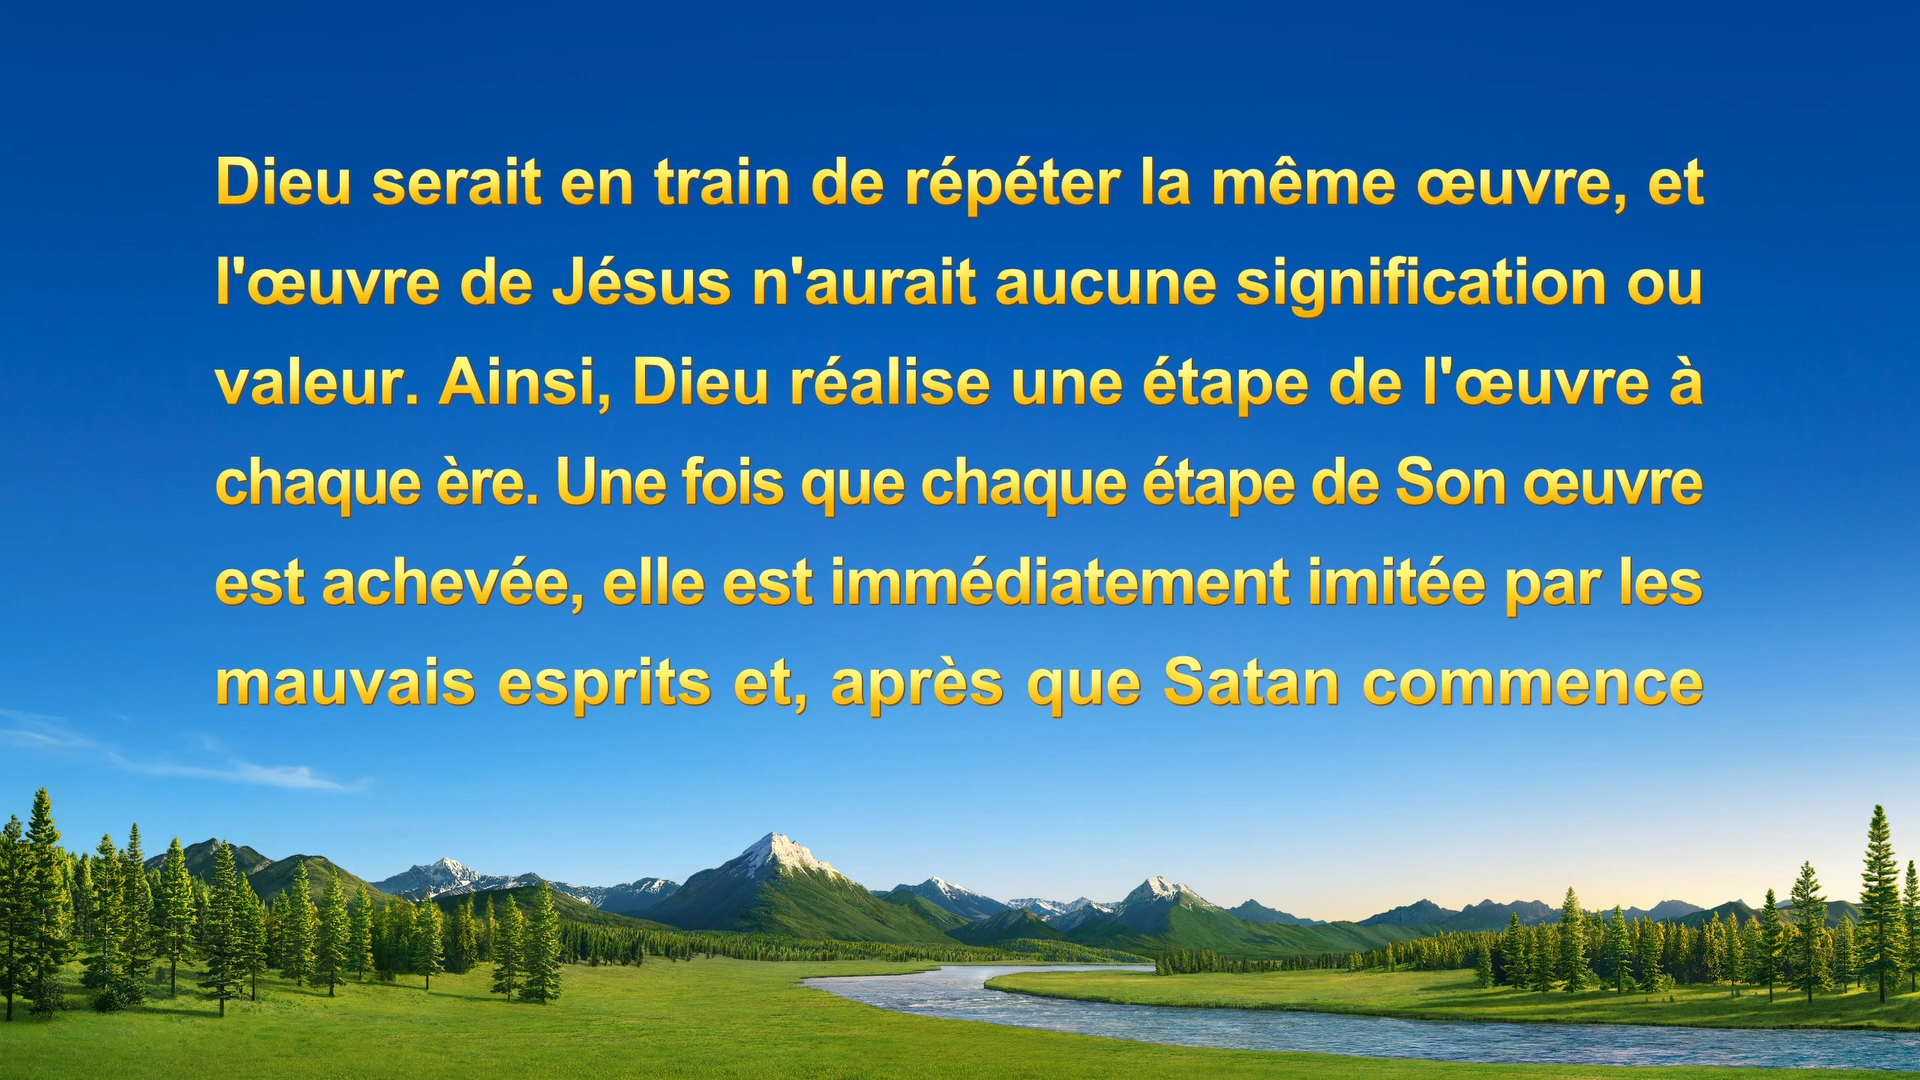 Dieu serait en train de répéter la même œuvre, et
l'œuvre de Jésus n'aurait aucune signification ou
valeur. Ainsi, Dieu réalise une étape de l'œuvre à
chaque ère. Une fois que chaque étape de Son œuvre
est achevée, elle est immédiatement imitée par les
mauvais esprits et, après que Satan commence